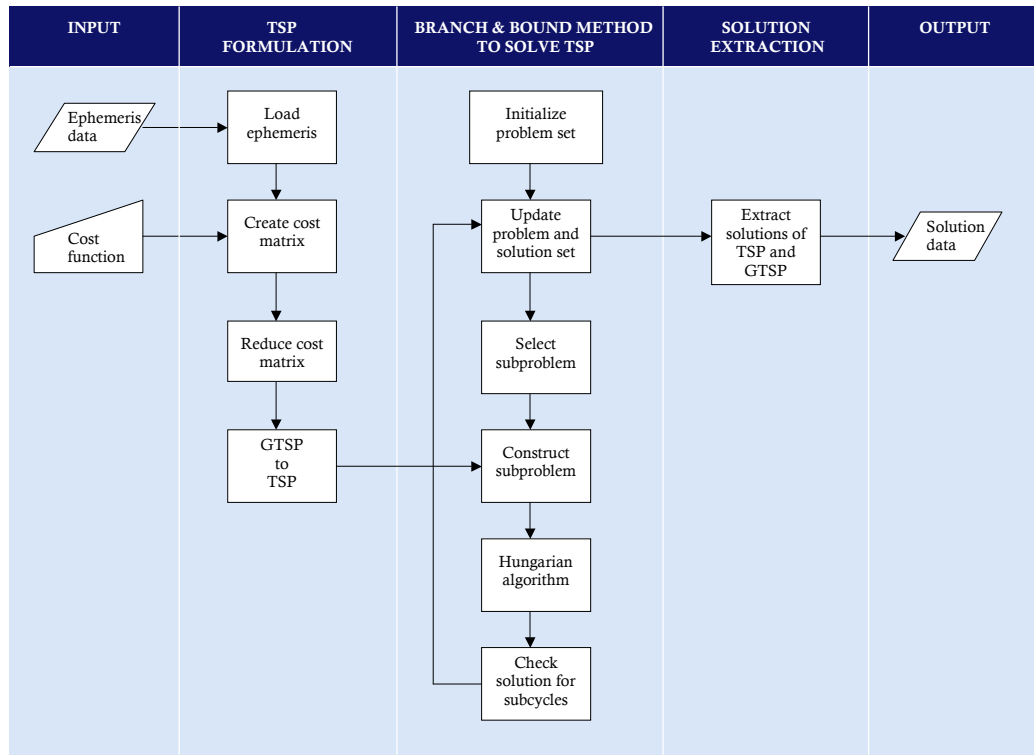 INPUT
TSP
FORMULATION
BRANCH & BOUND METHOD
TO SOLVE TSP
SOLUTION
EXTRACTION
OUTPUT
Ephemeris
data
Load
ephemeris
Initialize
problem set
Cost
function
Create cost
matrix
Update
problem and
solution set
Extract
solutions of
TSP and
GTSP
Solution
data
Reduce cost
matrix
Select
subproblem
GTSP
to
TSP
Construct
subproblem
Hungarian
algorithm
Check
solution for
subcycles